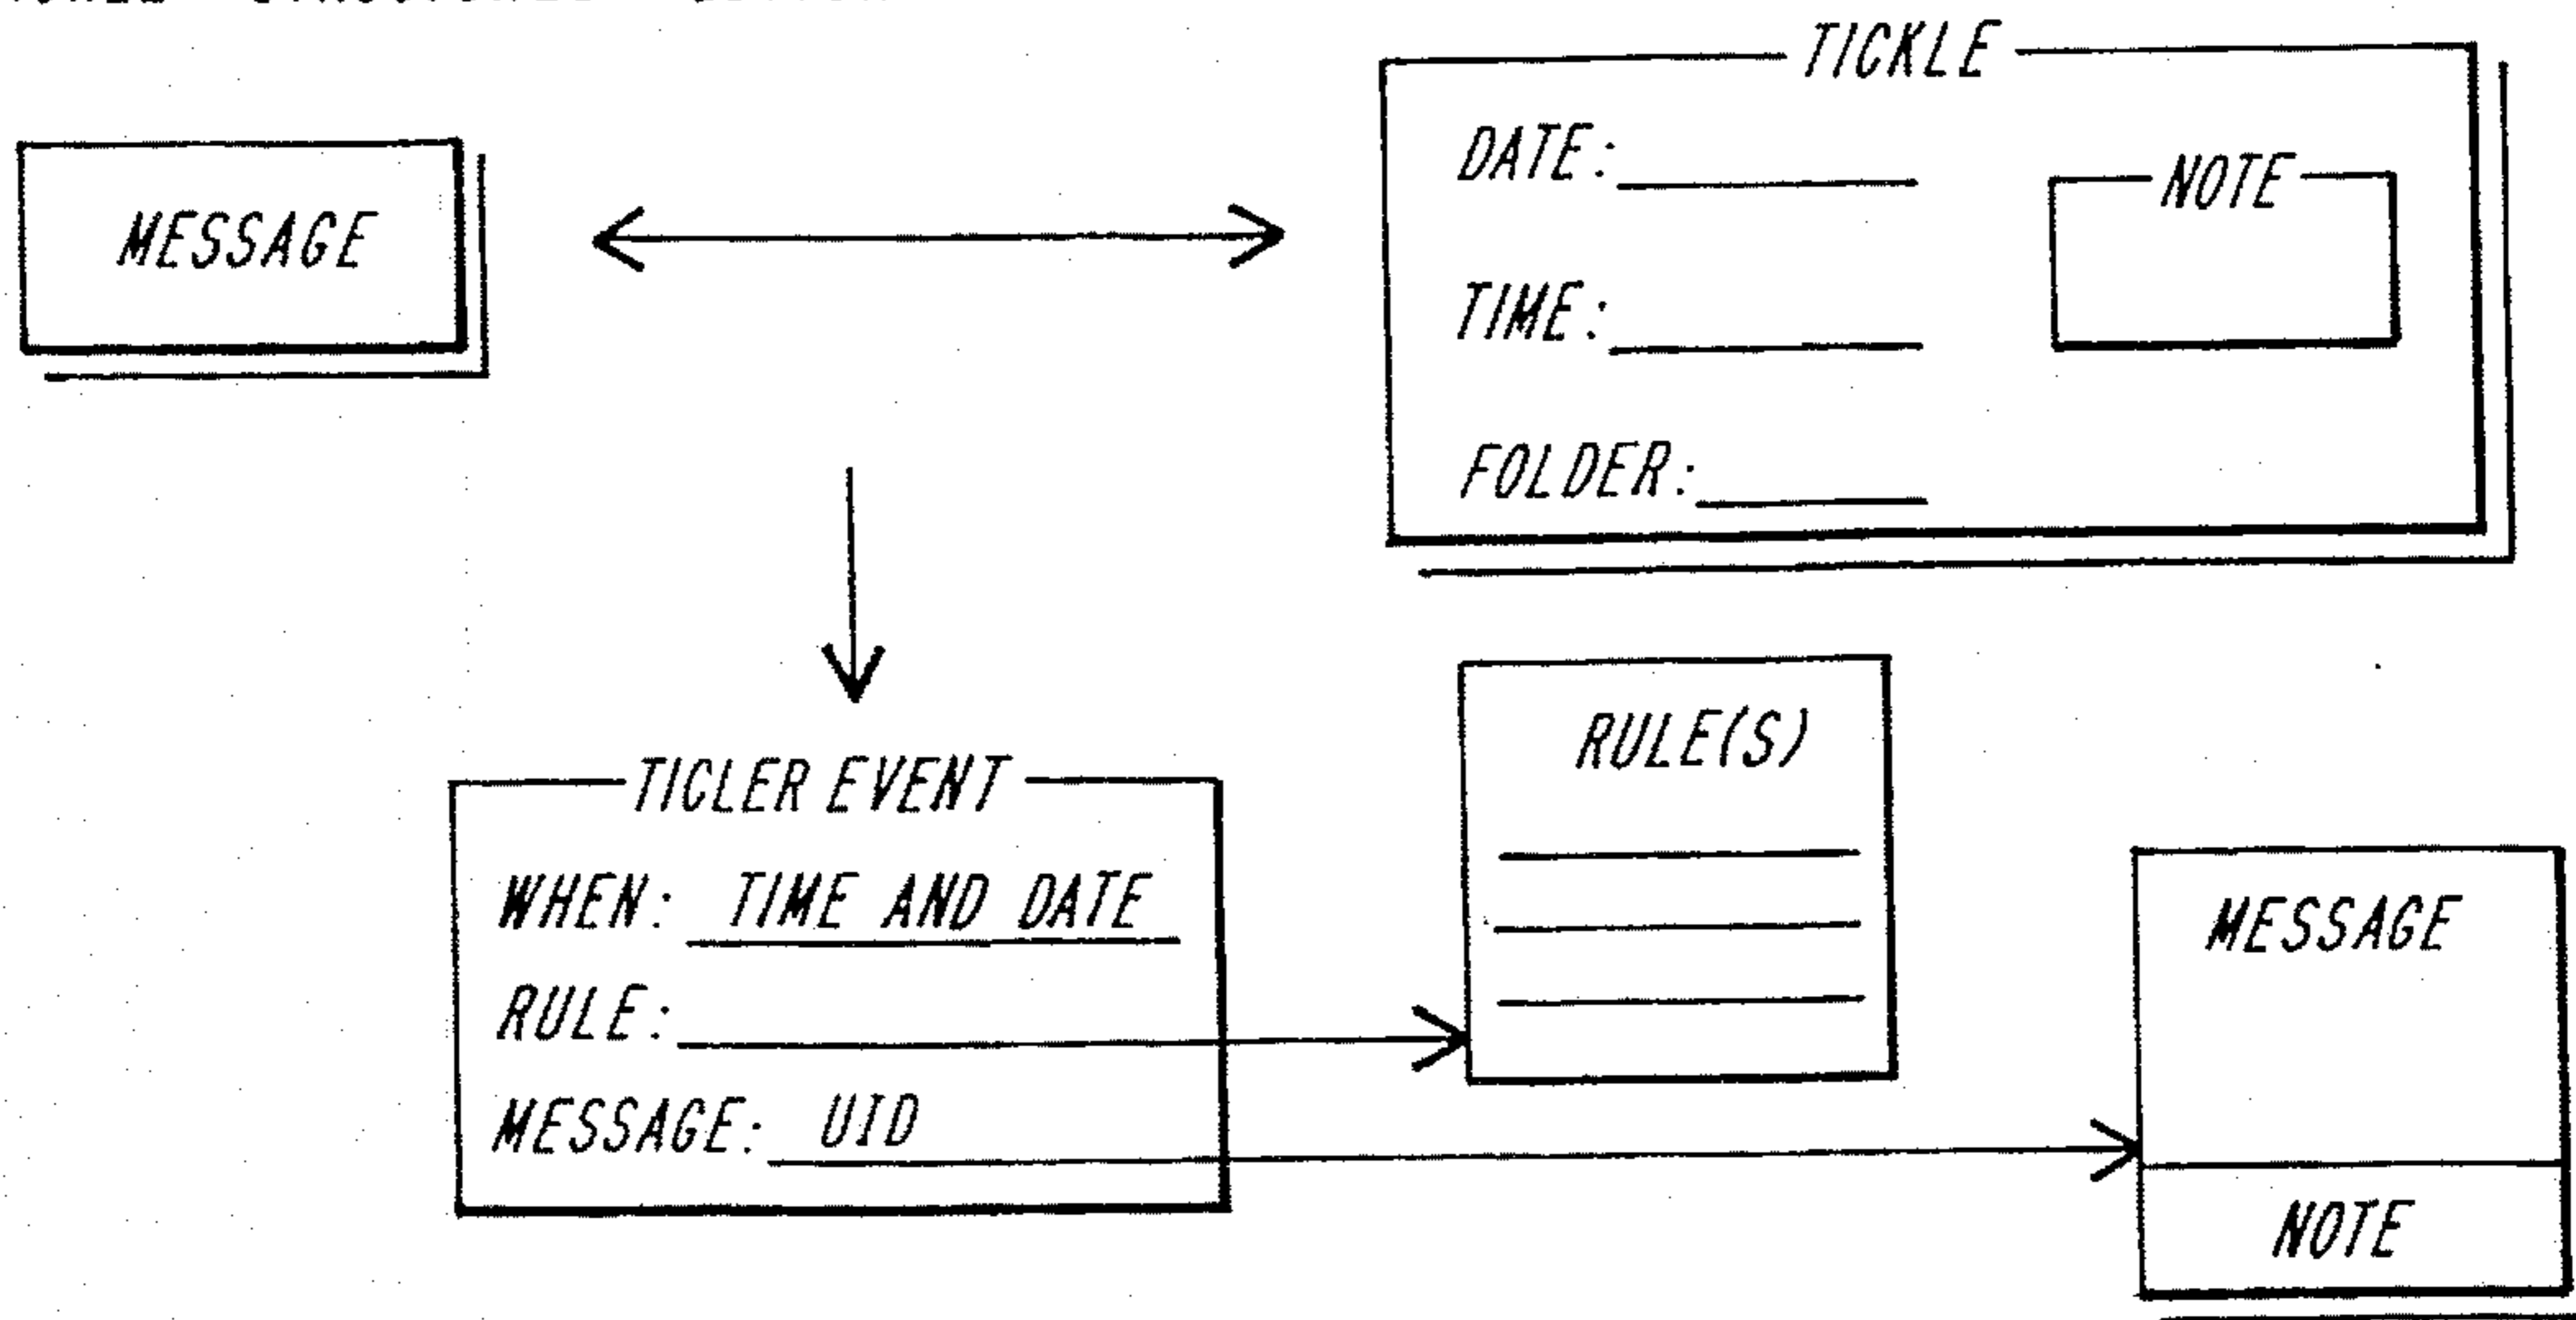 TICKLE
DATE:
NOTE
MESSAGE
TIME:
FOLDER:
RULE(S)
TICLER EVENT
WHEN: TIME AND DATE
MESSAGE
RULE:
MESSAGE: UID
NOTE